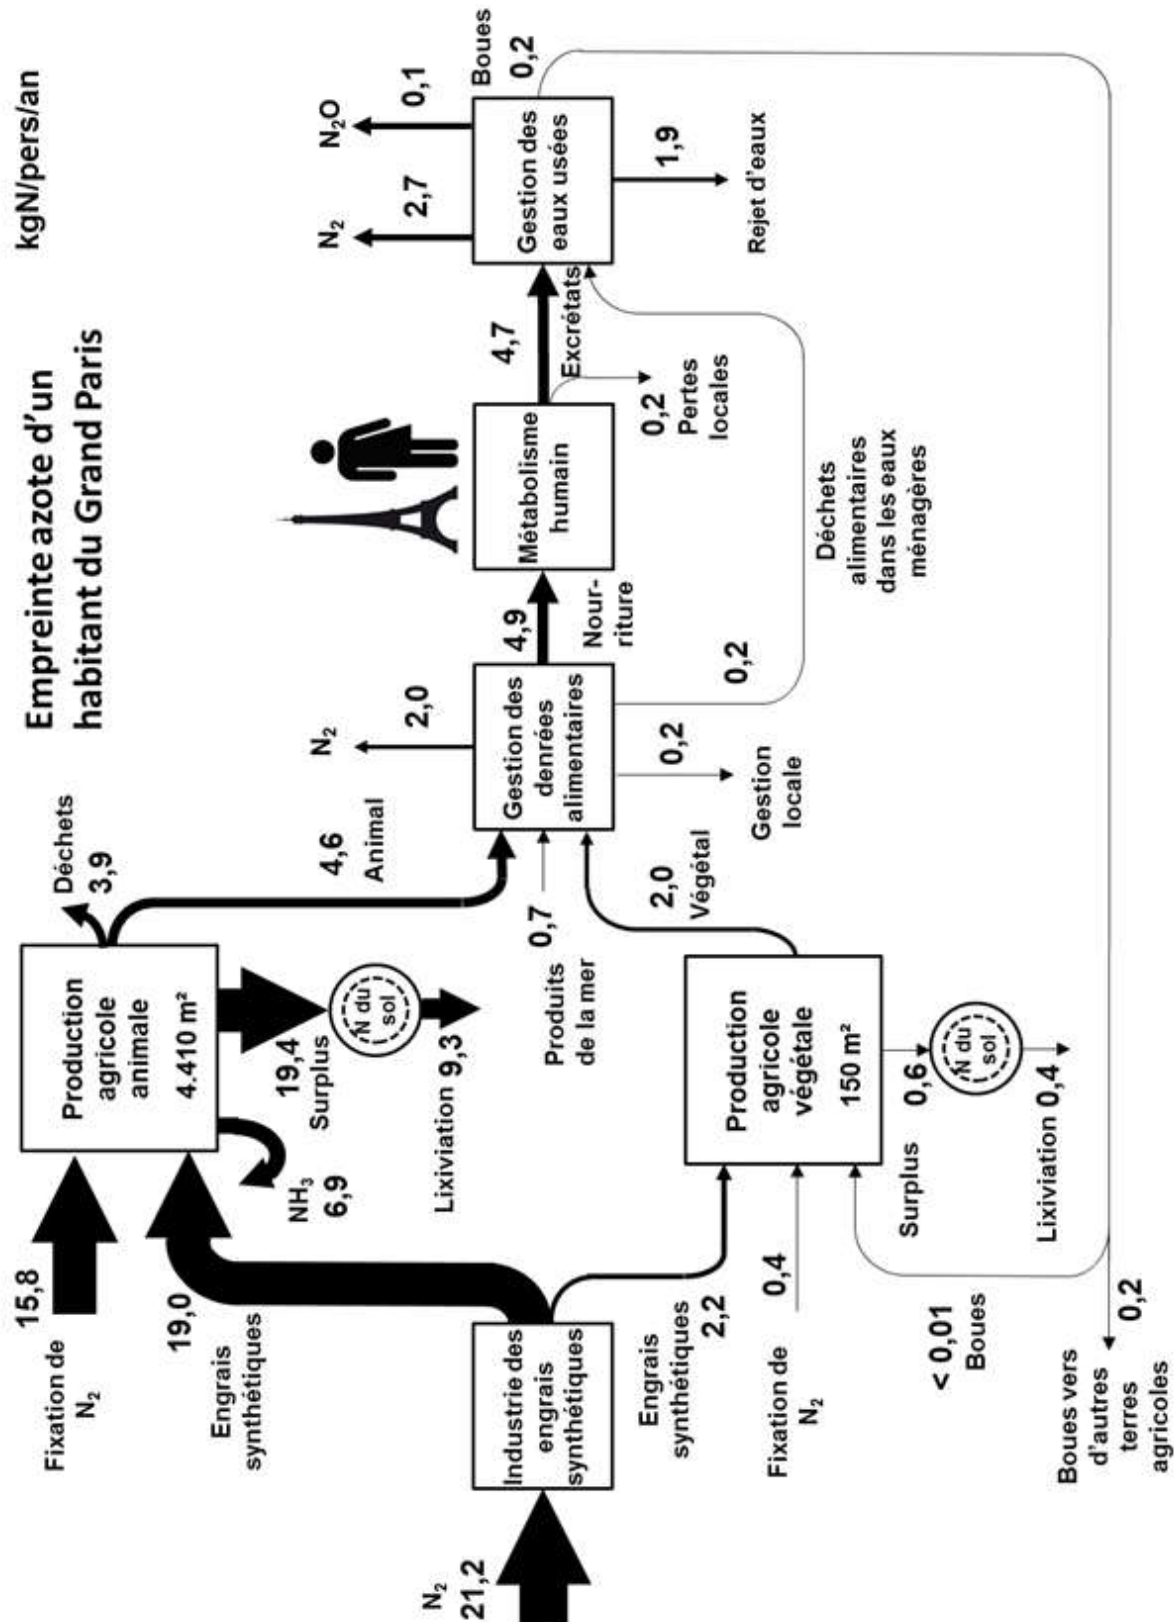 Empreinte azote d'un
habitant du Grand Paris
kgN/pers/an
Fixation de
N₂
15,8
Engrais
synthétiques
19,0
Production
agricole
animale
4.410 m²
Déchets
3,9
NH₃
6,9
19,4
Surplus
N du
sol
Lixiviation 9,3
4,6
Animal
N₂
21,2
Industrie des
engrais
synthétiques
Produits
de la mer
0,7
Gestion des
denrées
alimentaires
N₂
2,0
4,9
Nour-
riture
Métabolisme
humain
4,7
Excrétats
0,2
Pertes
locales
Gestion des
eaux usées
N₂
2,7
N₂O
0,1
Boues
0,2
1,9
Rejet d'eaux
0,2
Gestion
locale
0,2
Déchets
alimentaires
dans les eaux
ménagères
Engrais
synthétiques
2,2
Fixation de
N₂
0,4
Production
agricole
végétale
150 m²
2,0
Végétal
Surplus
0,6
N du
sol
Lixiviation 0,4
< 0,01
Boues
Boues vers
d'autres
terres
agricoles
0,2